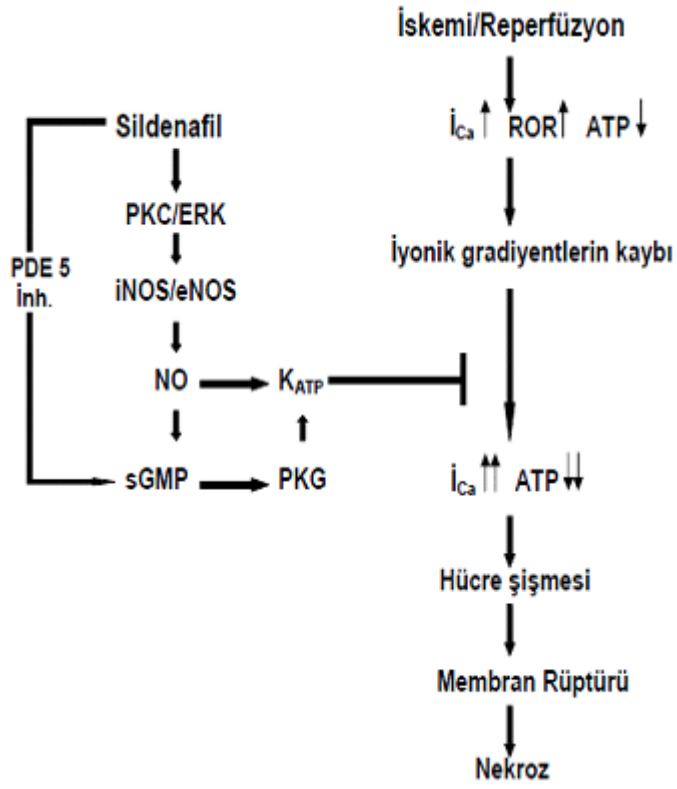 İskemi/Reperfüzyon
Sildenafil
İCa ROR ATP
PKC/ERK
PDE 5
İnh.
İyonik gradiyentlerin kaybı
iNOS/eNOS
NO KATP
sGMP PKG
İCa ATP
Hücre şişmesi
Membran Rüptürü
Nekroz